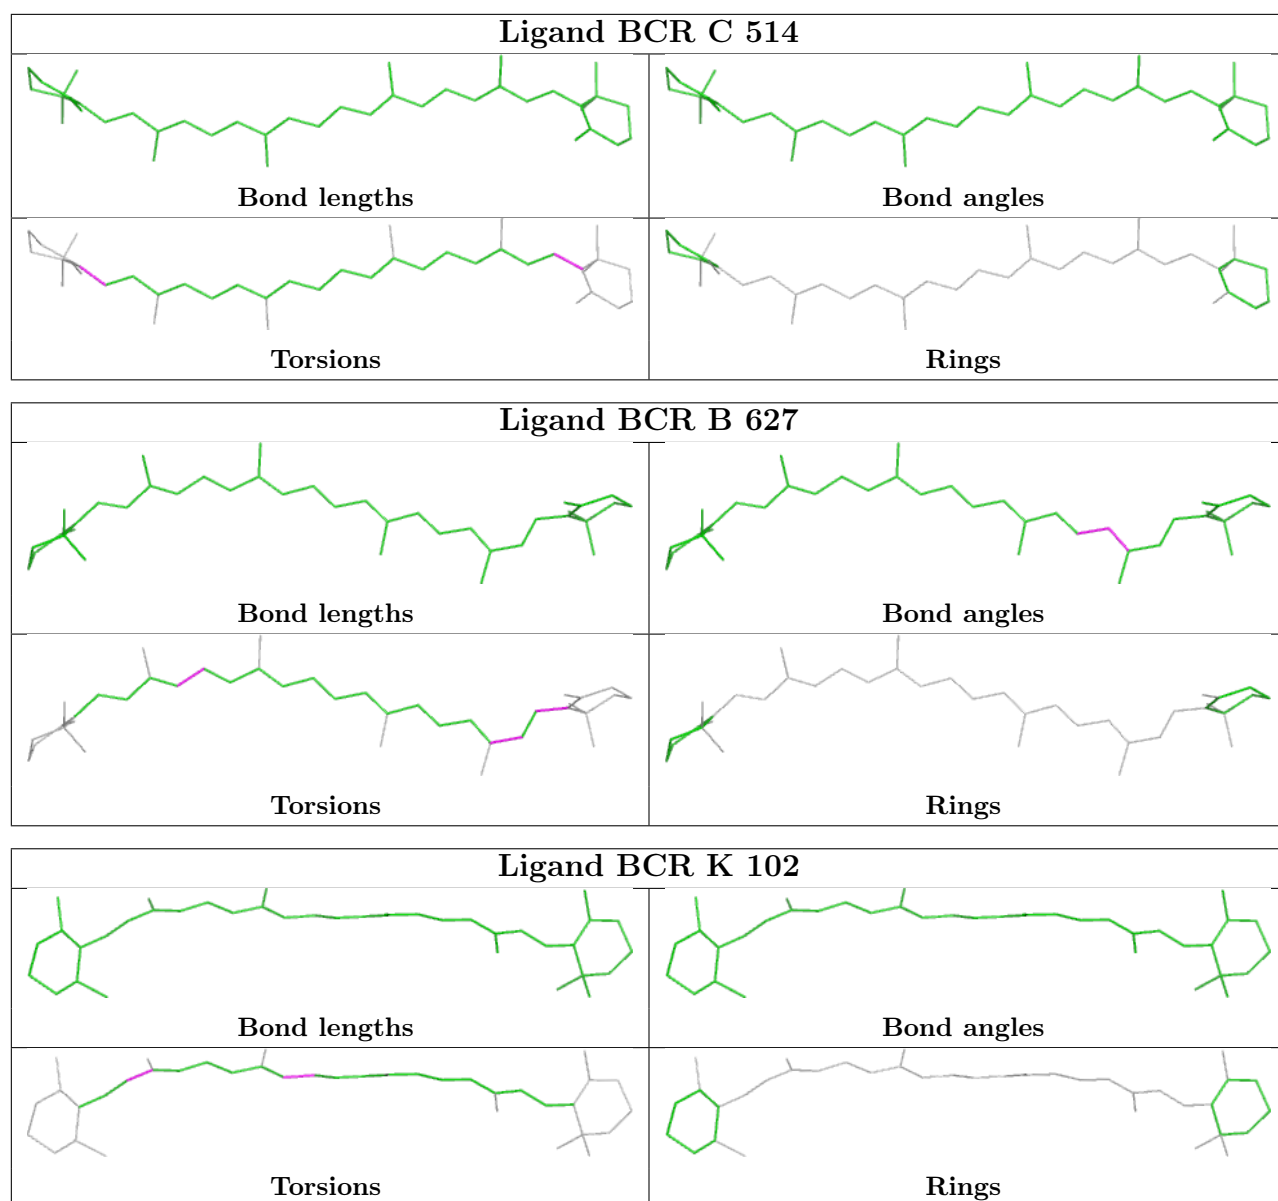 Ligand BCR C 514
Bond lengths
Bond angles
Torsions
Rings
Ligand BCR B 627
Bond lengths
Bond angles
Torsions
Rings
Ligand BCR K 102
Bond lengths
Bond angles
Torsions
Rings